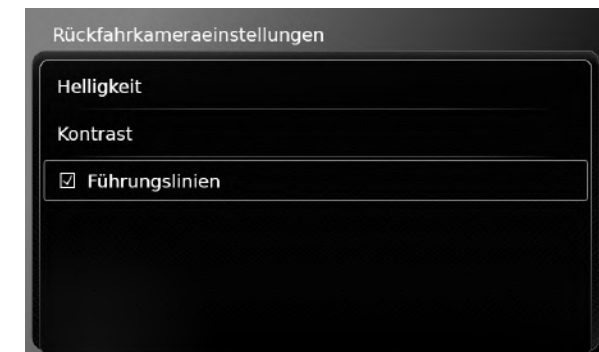 Rückfahrkameraeinstellungen
Helligkeit
Kontrast
☑ Führungslinien